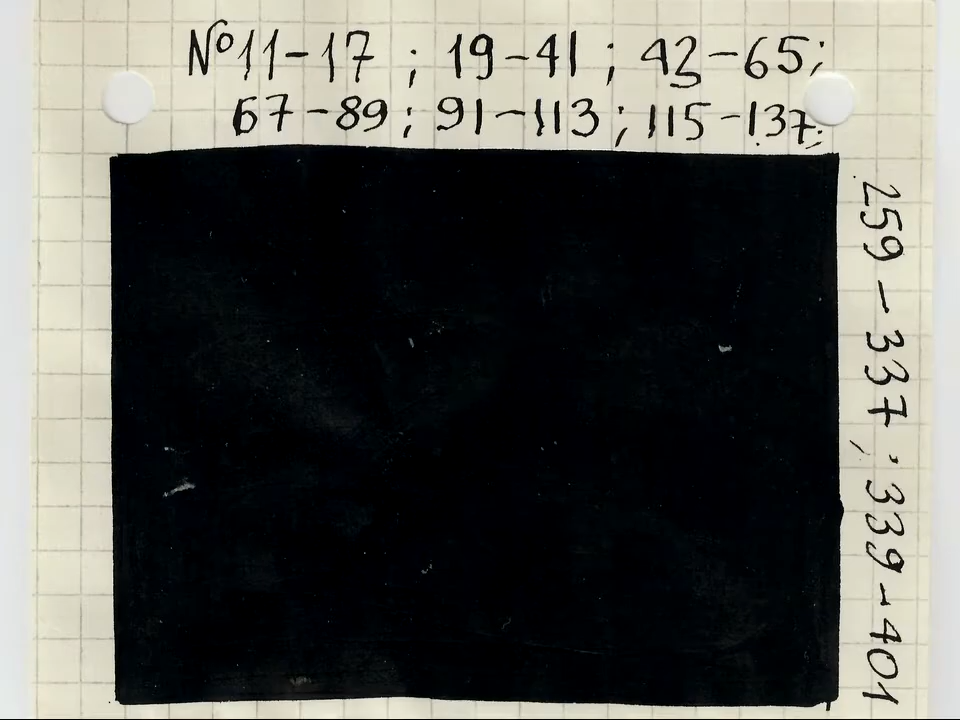 №11-17 ; 19-41 ; 43-65;
67-89 ; 91-113 ; 115-137;
259-337 ; 339-401